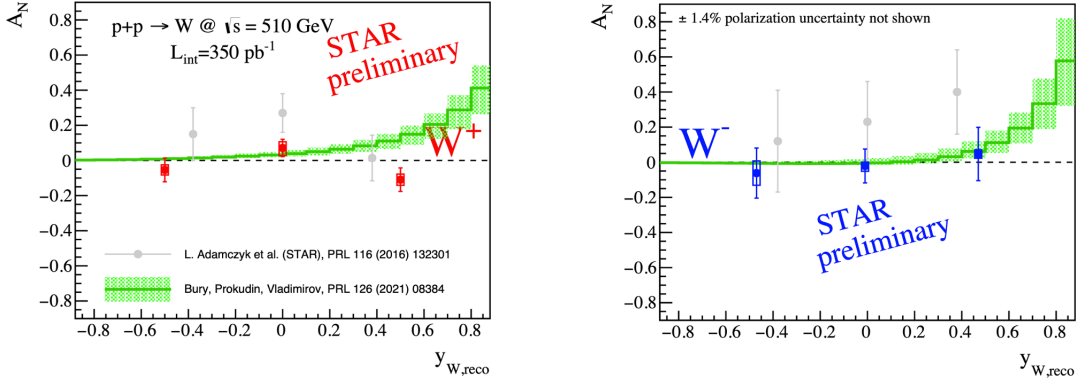 A_N
p+p → W @ √s = 510 GeV
L_int=350 pb⁻¹
STAR
preliminary
W⁺
L. Adamczyk et al. (STAR), PRL 116 (2016) 132301
Bury, Prokudin, Vladimirov, PRL 126 (2021) 08384
0.8
0.6
0.4
0.2
0
−0.2
−0.4
−0.6
−0.8
−0.8 −0.6 −0.4 −0.2 0 0.2 0.4 0.6 0.8
y_W,reco
A_N
± 1.4% polarization uncertainty not shown
W⁻
STAR
preliminary
0.8
0.6
0.4
0.2
0
−0.2
−0.4
−0.6
−0.8
−0.8 −0.6 −0.4 −0.2 0 0.2 0.4 0.6 0.8
y_W,reco